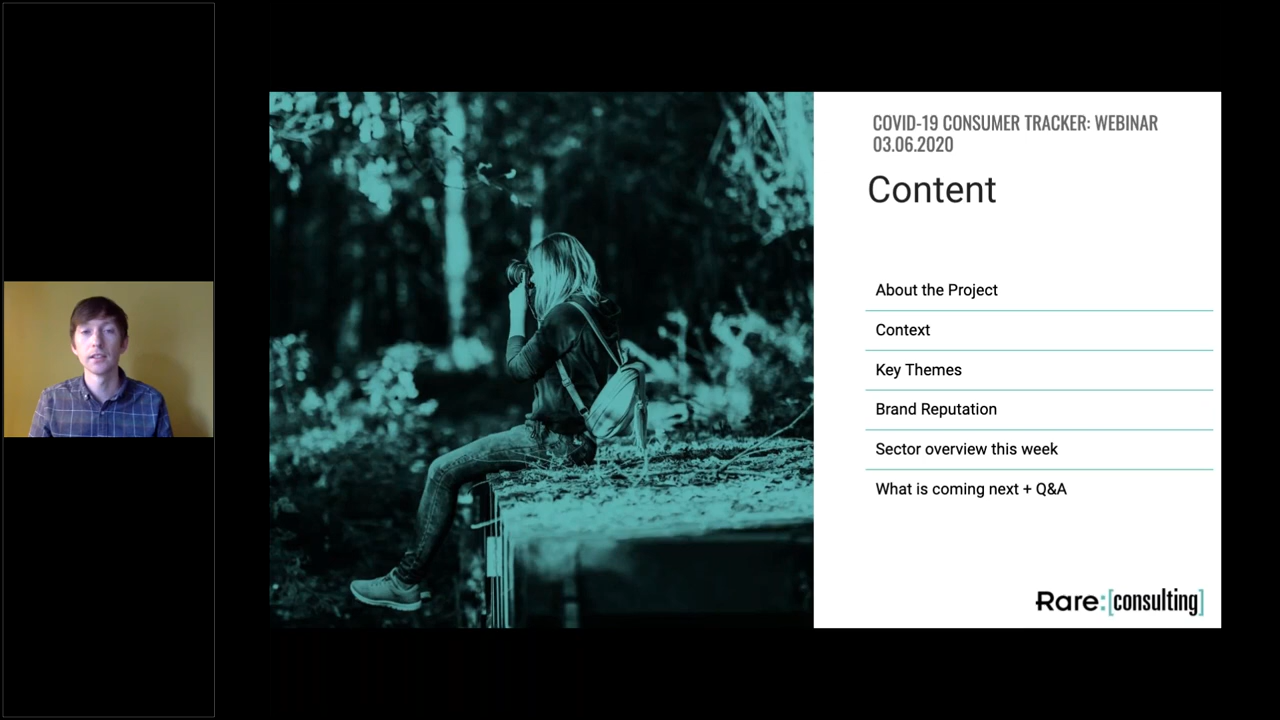 COVID-19 CONSUMER TRACKER: WEBINAR
03.06.2020
Content
About the Project
Context
Key Themes
Brand Reputation
Sector overview this week
What is coming next + Q&A
Rare:[consulting]